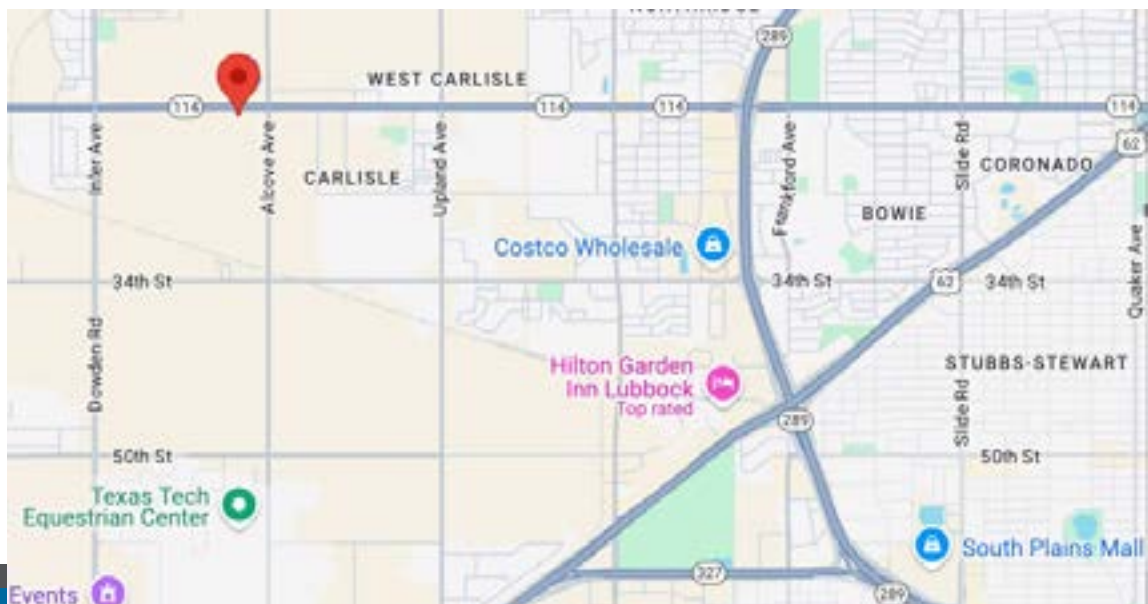 289
WEST CARLISLE
114
114
114
114
62
Inler Ave
Alcove Ave
Upland Ave
Frankford Ave
Slide Rd
CORONADO
CARLISLE
BOWIE
Costco Wholesale
Quaker Ave
34th St
34th St
62
34th St
Dowden Rd
Hilton Garden
Inn Lubbock
Top rated
STUBBS-STEWART
Slide Rd
289
50th St
50th St
Texas Tech
Equestrian Center
South Plains Mall
327
Events
289